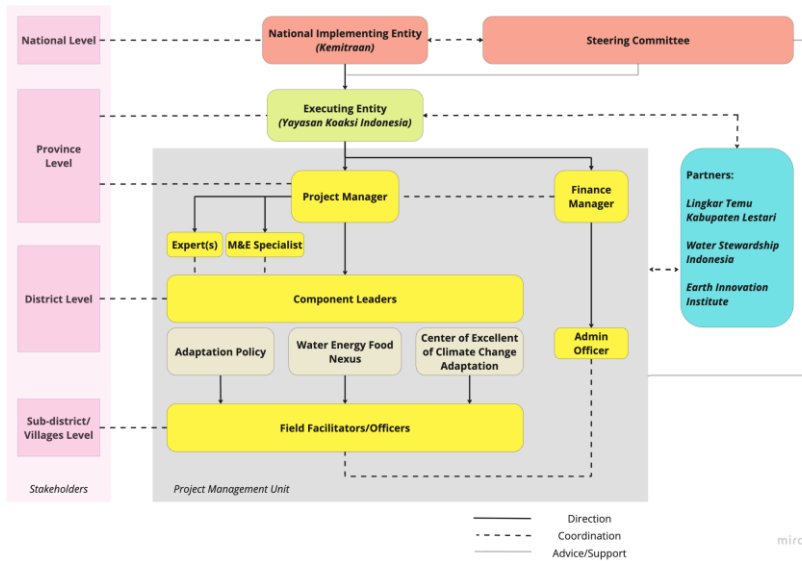 National Level
National Implementing Entity
(Kemitraan)
Steering Committee
Executing Entity
(Yayasan Koaksi Indonesia)
Province
Level
Project Manager
Finance
Manager
Partners:
Lingkar Temu
Kabupaten Lestari
Water Stewardship
Indonesia
Earth Innovation
Institute
Expert(s)
M&E Specialist
District Level
Component Leaders
Adaptation Policy
Water Energy Food
Nexus
Center of Excellent
of Climate Change
Adaptation
Admin
Officer
Sub-district/
Villages Level
Field Facilitators/Officers
Stakeholders
Project Management Unit
Direction
Coordination
Advice/Support